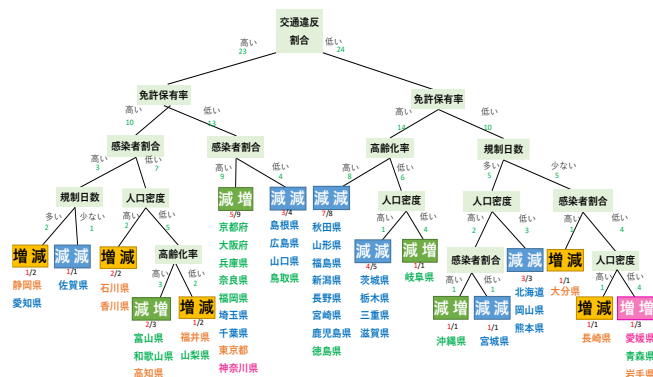 交通違反
割合
高い
23
低い
24
免許保有率
免許保有率
高い
10
低い
13
高い
14
低い
10
感染者割合
感染者割合
高齢化率
規制日数
高い
3
低い
7
高い
9
低い
4
高い
8
低い
6
多い
5
少ない
5
規制日数
人口密度
減増
5/9
減減
3/4
減減
7/8
人口密度
人口密度
感染者割合
多い
2
少ない
1
高い
2
低い
5
高い
1
低い
4
高い
2
低い
3
高い
1
低い
4
増減
1/2
減減
1/1
増減
2/2
高齢化率
減減
4/5
減増
1/1
感染者割合
減減
3/3
増減
1/1
人口密度
静岡県
愛知県
佐賀県
石川県
香川県
高い
3
低い
2
減増
2/3
増減
1/2
富山県
和歌山県
高知県
福井県
山梨県
京都府
大阪府
兵庫県
奈良県
福岡県
埼玉県
千葉県
東京都
神奈川県
島根県
広島県
山口県
鳥取県
秋田県
山形県
福島県
新潟県
長野県
宮崎県
鹿児島県
徳島県
茨城県
栃木県
三重県
滋賀県
岐阜県
高い
1
低い
1
減増
1/1
減減
1/1
沖縄県
宮城県
北海道
岡山県
熊本県
大分県
高い
1
低い
4
増減
1/1
増増
1/3
長崎県
愛媛県
青森県
岩手県